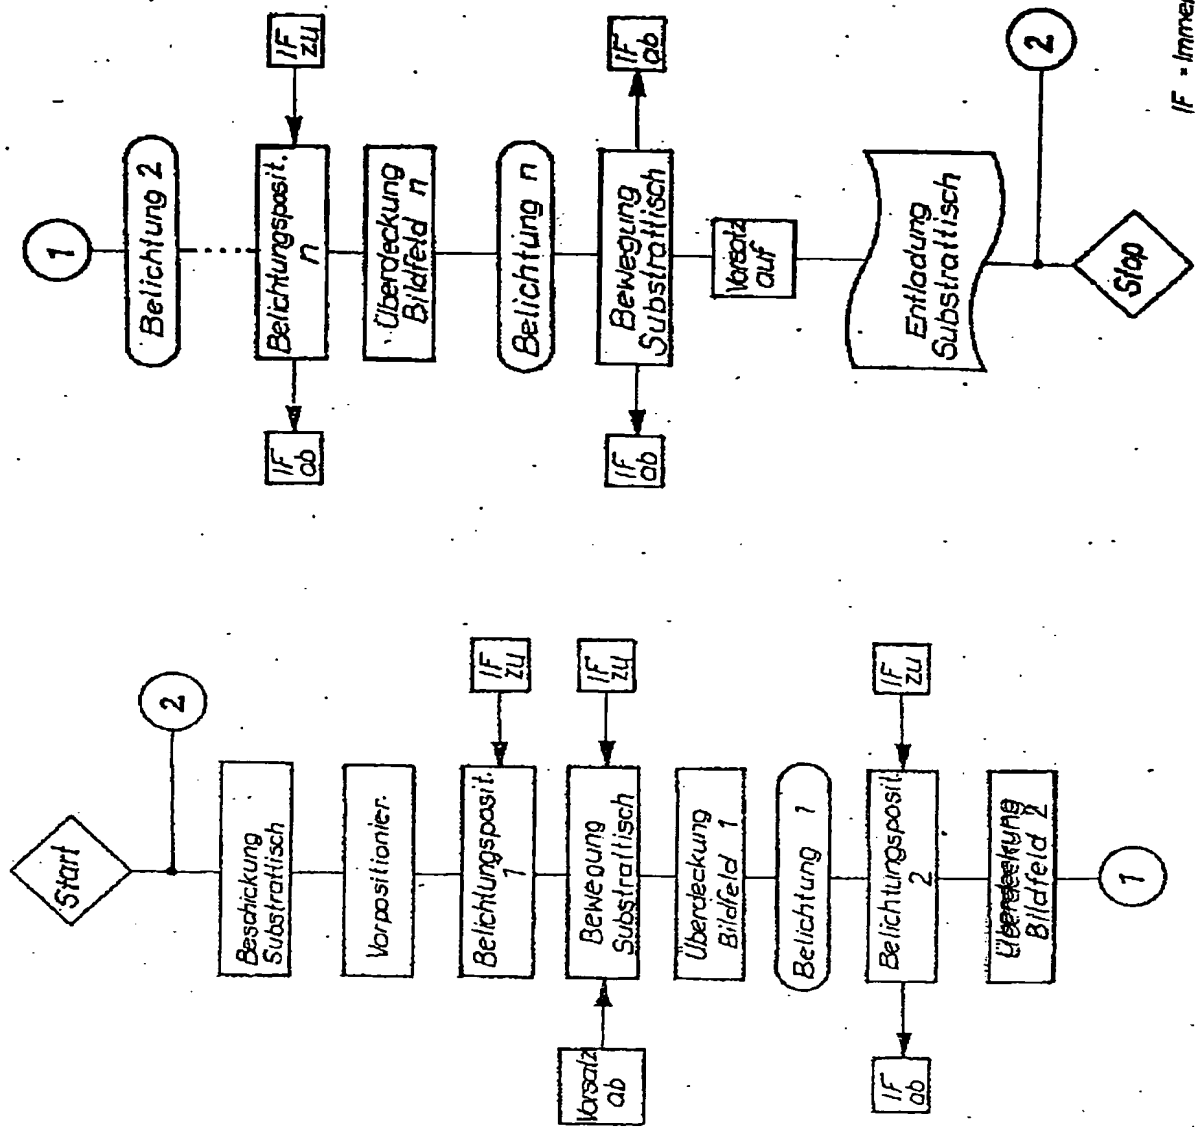 Start
2
Beschickung
Substrattisch
Vorpositionier.
Belichtungsposit.
1
IF
zu
Vorsatz
ab
Bewegung
Substrattisch
IF
zu
Überdeckung
Bildfeld 1
Belichtung 1
IF
ab
Belichtungsposit.
2
IF
zu
Überdeckung
Bildfeld 2
1
1
Belichtung 2
IF
ab
Belichtungsposit.
n
IF
zu
Überdeckung
Bildfeld n
Belichtung n
IF
ab
Bewegung
Substrattisch
IF
ab
Vorsatz
auf
Entladung
Substrattisch
2
Stop
IF =